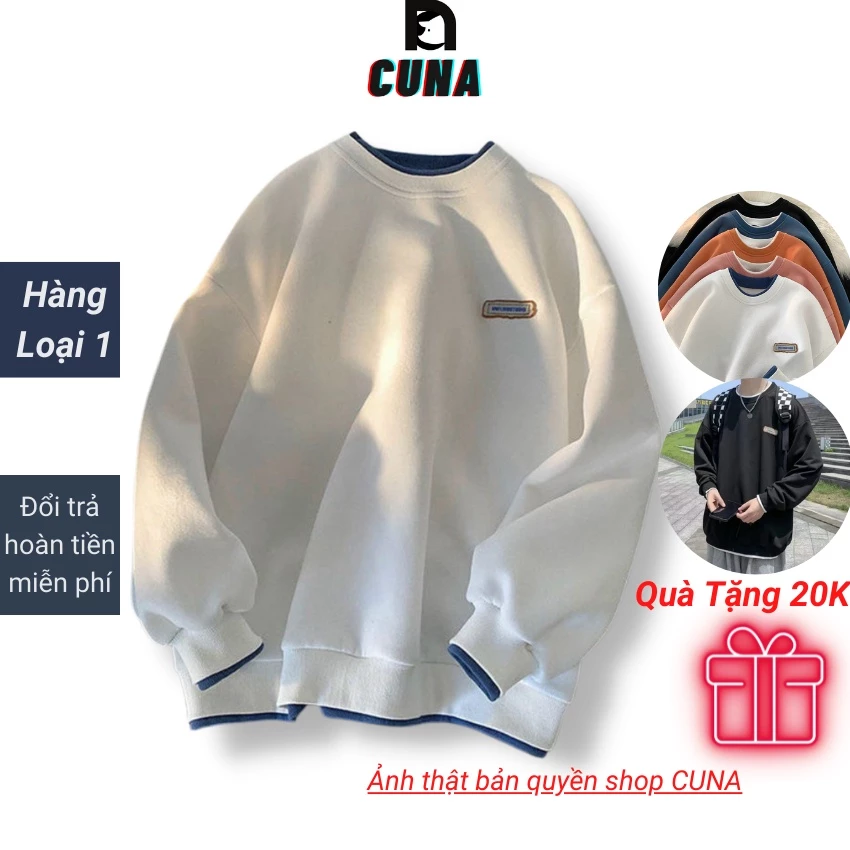 CUNA
Hàng
Loại 1
Đổi trả
hoàn tiền
miễn phí
Quà Tặng 20K
Ảnh thật bản quyền shop CUNA